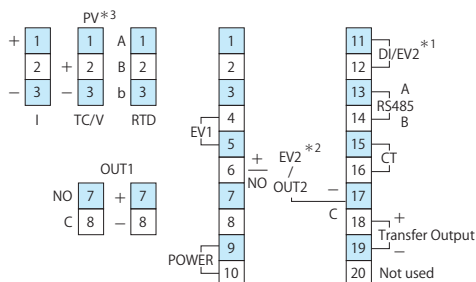 PV*3
+ 1 A 1
2 + 2 B 2
− 3 − 3 b 3
1
I TC/V RTD
OUT1
NO 7 + 7
C 8 − 8
1
2
3
4
5
6
7
8
9
10
EV1
POWER
+
NO
EV2*2
/
OUT2
−
C
11
12
13
14
15
16
17
18
19
20
DI/EV2*1
A
RS485
B
CT
+
Transfer Output
−
Not used